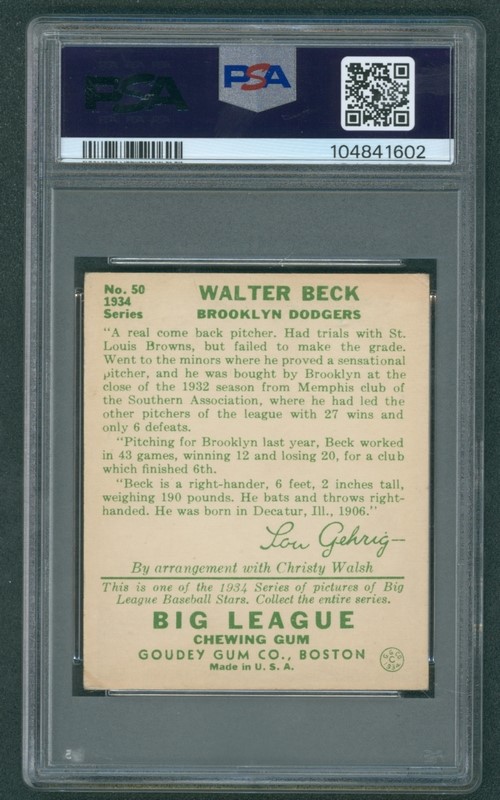 PSA
PSA
104841602
No. 50
1934
Series
WALTER BECK
BROOKLYN DODGERS
"A real come back pitcher. Had trials with St.
Louis Browns, but failed to make the grade.
Went to the minors where he proved a sensational
pitcher, and he was bought by Brooklyn at the
close of the 1932 season from Memphis club of
the Southern Association, where he had led the
other pitchers of the league with 27 wins and
only 6 defeats.
"Pitching for Brooklyn last year, Beck worked
in 43 games, winning 12 and losing 20, for a club
which finished 6th.
"Beck is a right-hander, 6 feet, 2 inches tall,
weighing 190 pounds. He bats and throws right-
handed. He was born in Decatur, Ill., 1906."
Lou Gehrig
By arrangement with Christy Walsh
This is one of the 1934 Series of pictures of Big
League Baseball Stars. Collect the entire series.
BIG LEAGUE
CHEWING GUM
GOUDEY GUM CO., BOSTON
Made in U. S. A.